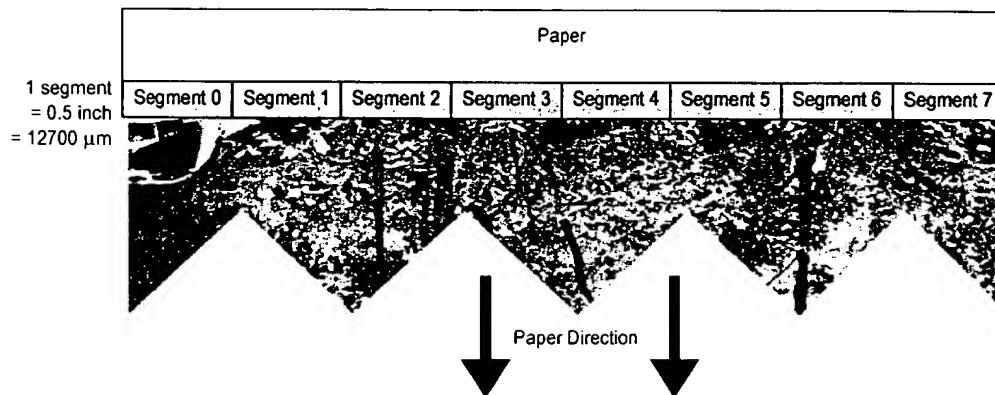 Paper
1 segment
= 0.5 inch
= 12700 µm
Segment 0 Segment 1 Segment 2 Segment 3 Segment 4 Segment 5 Segment 6 Segment 7
Paper Direction